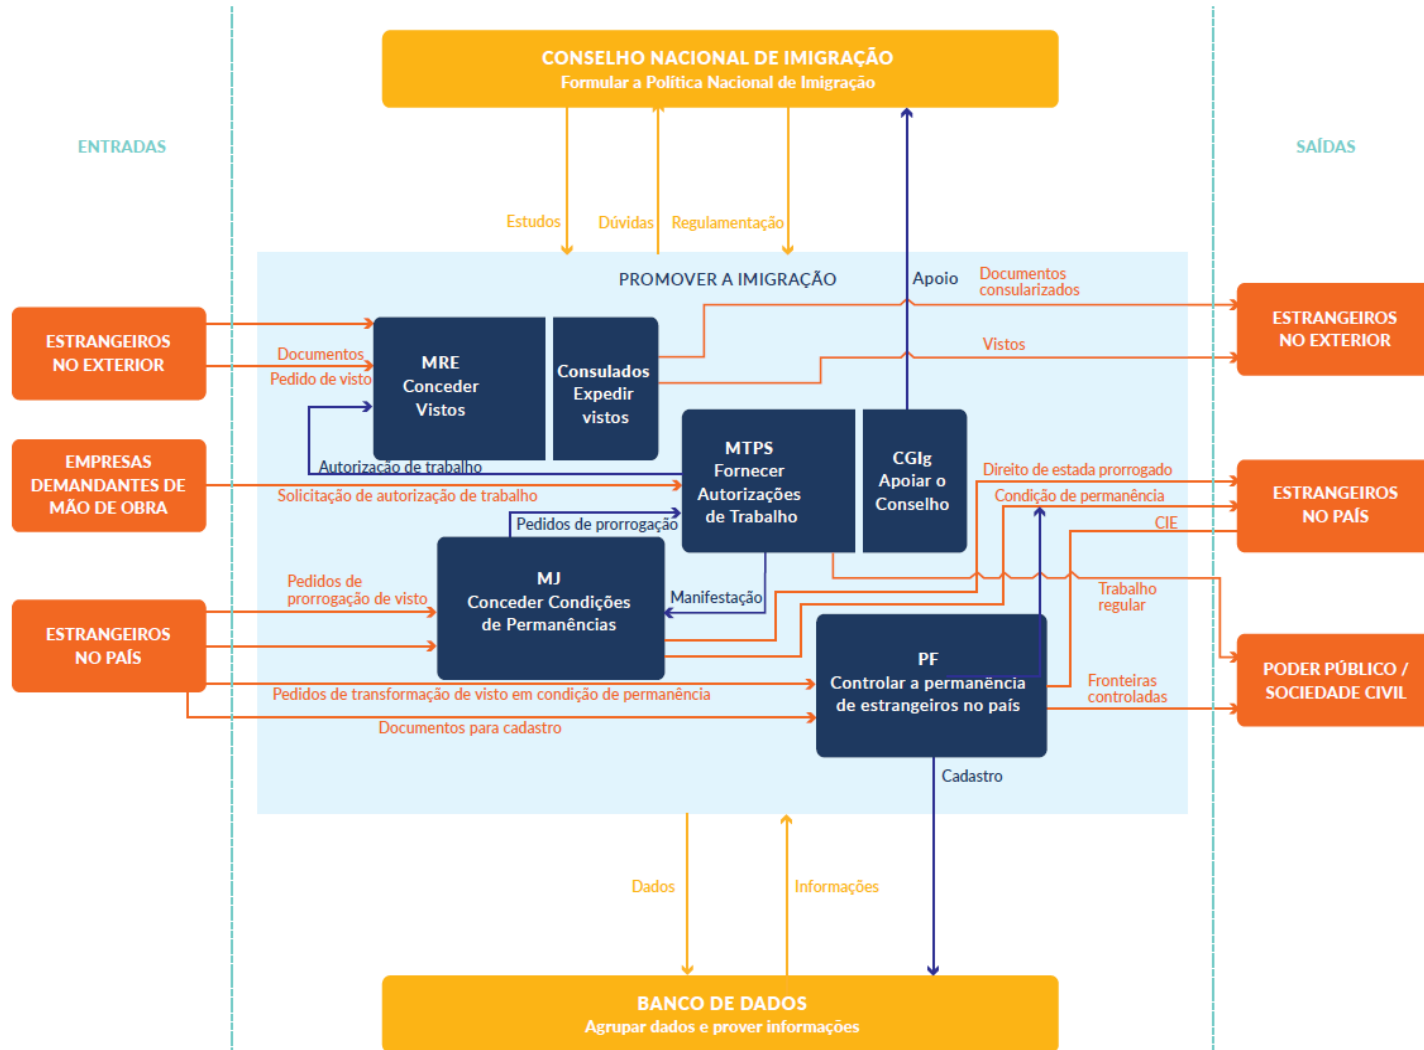 CONSELHO NACIONAL DE IMIGRAÇÃO
Formular a Política Nacional de Imigração
ENTRADAS
SAÍDAS
Estudos
Dúvidas
Regulamentação
PROMOVER A IMIGRAÇÃO
Apoio
Documentos
consularizados
ESTRANGEIROS
NO EXTERIOR
Documentos
Pedido de visto
MRE
Conceder
Vistos
Consulados
Expedir
vistos
Vistos
ESTRANGEIROS
NO EXTERIOR
EMPRESAS
DEMANDANTES DE
MÃO DE OBRA
Autorização de trabalho
Solicitação de autorização de trabalho
MTPS
Fornecer
Autorizações
de Trabalho
CGIg
Apoiar o
Conselho
Direito de estada prorrogado
Condição de permanência
CIE
ESTRANGEIROS
NO PAÍS
Pedidos de prorrogação
MJ
Conceder Condições
de Permanências
Manifestação
Trabalho
regular
Pedidos de
prorrogação de visto
ESTRANGEIROS
NO PAÍS
PF
Controlar a permanência
de estrangeiros no país
Fronteiras
controladas
PODER PÚBLICO /
SOCIEDADE CIVIL
Pedidos de transformação de visto em condição de permanência
Documentos para cadastro
Cadastro
Dados
Informações
BANCO DE DADOS
Agrupar dados e prover informações